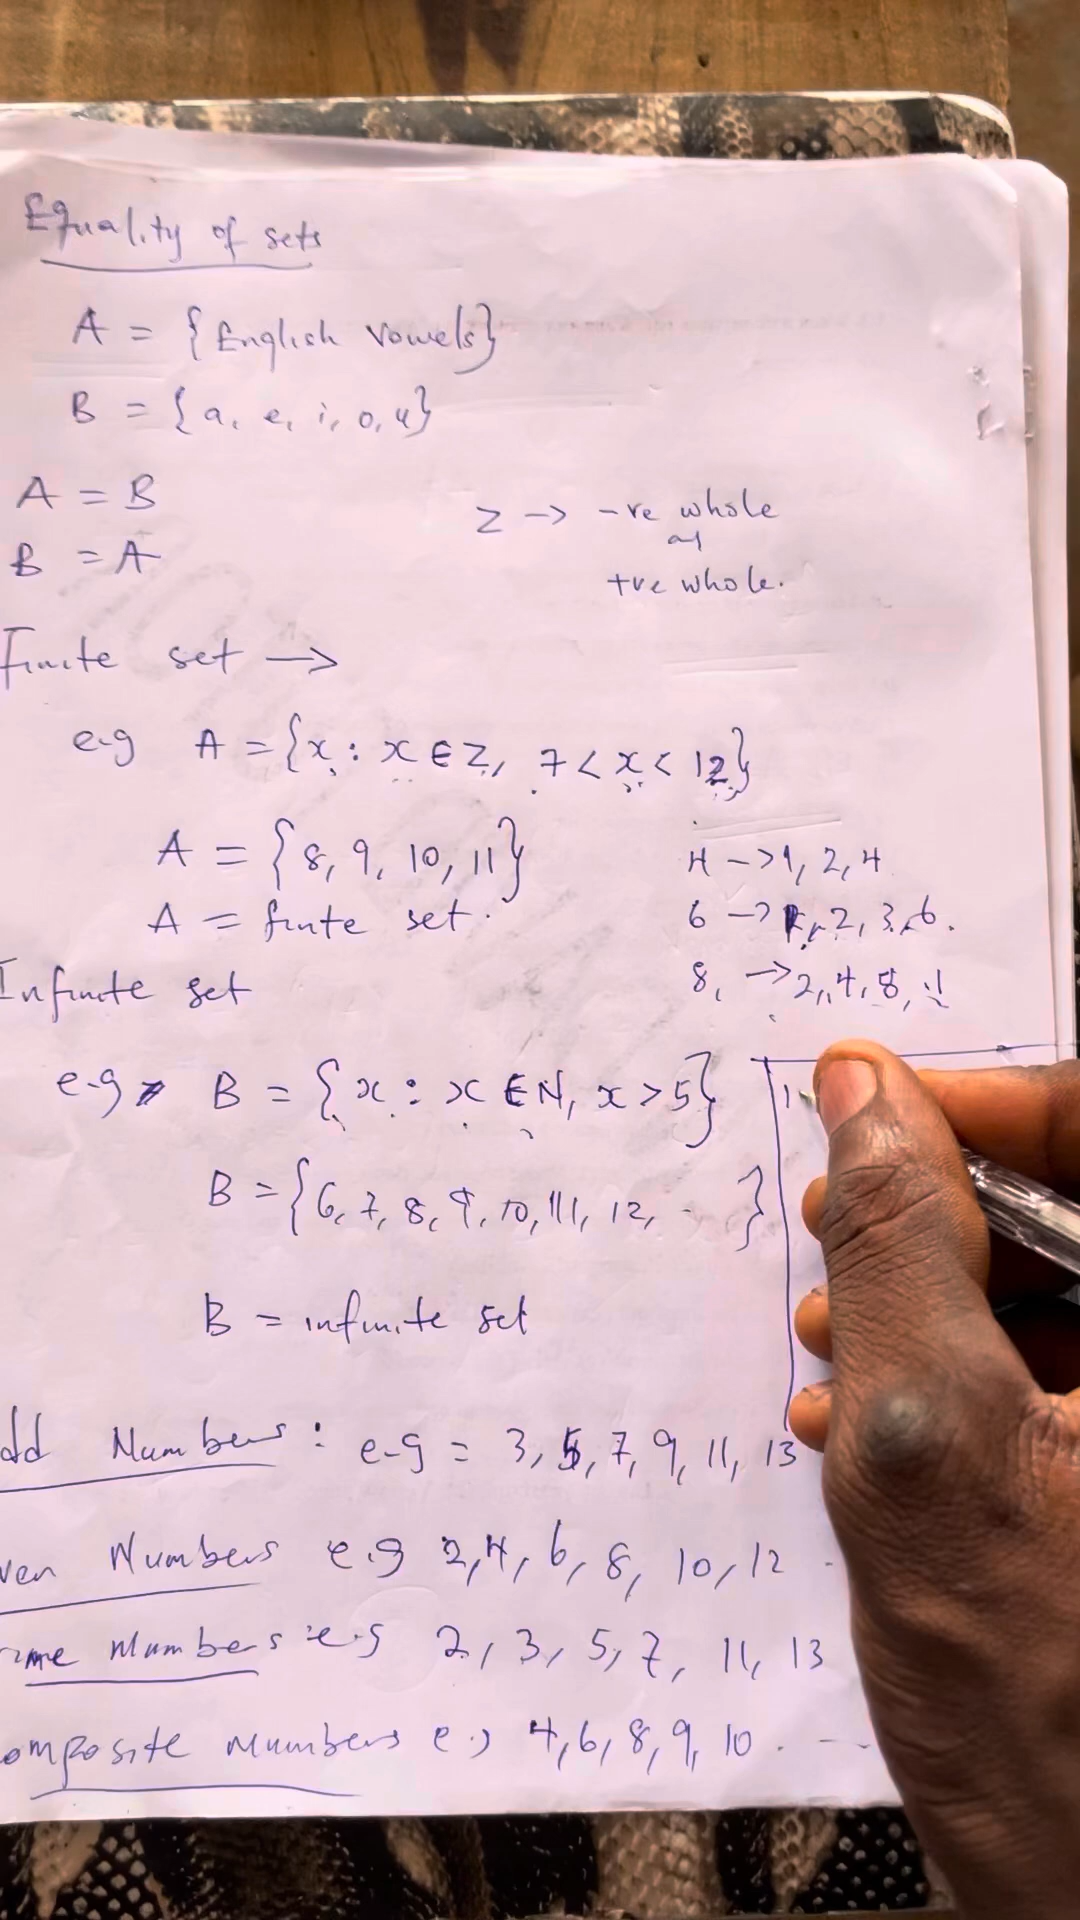 Equality of sets
A = {English vowels}
B = {a, e, i, o, u}
A = B
B = A
Z -> -ve whole
+ve whole.
Finite set ->
e.g A = {x : x ∈ Z, 7 < x < 12}
A = {8, 9, 10, 11}
A = finte set.
4 -> 1, 2, 4
6 -> 1, 2, 3, 6.
8, -> 2, 4, 8, 1
Infinite set
e.g B = {x : x ∈ N, x > 5}
B = {6, 7, 8, 9, 10, 11, 12, - }
B = infinite set
dd Numbers : e-g = 3, 5, 7, 9, 11, 13
ven Numbers e.g 2, 4, 6, 8, 10, 12 -
me Numbers e.g 2, 3, 5, 7, 11, 13
omposite Numbers e.g 4, 6, 8, 9, 10 . - --